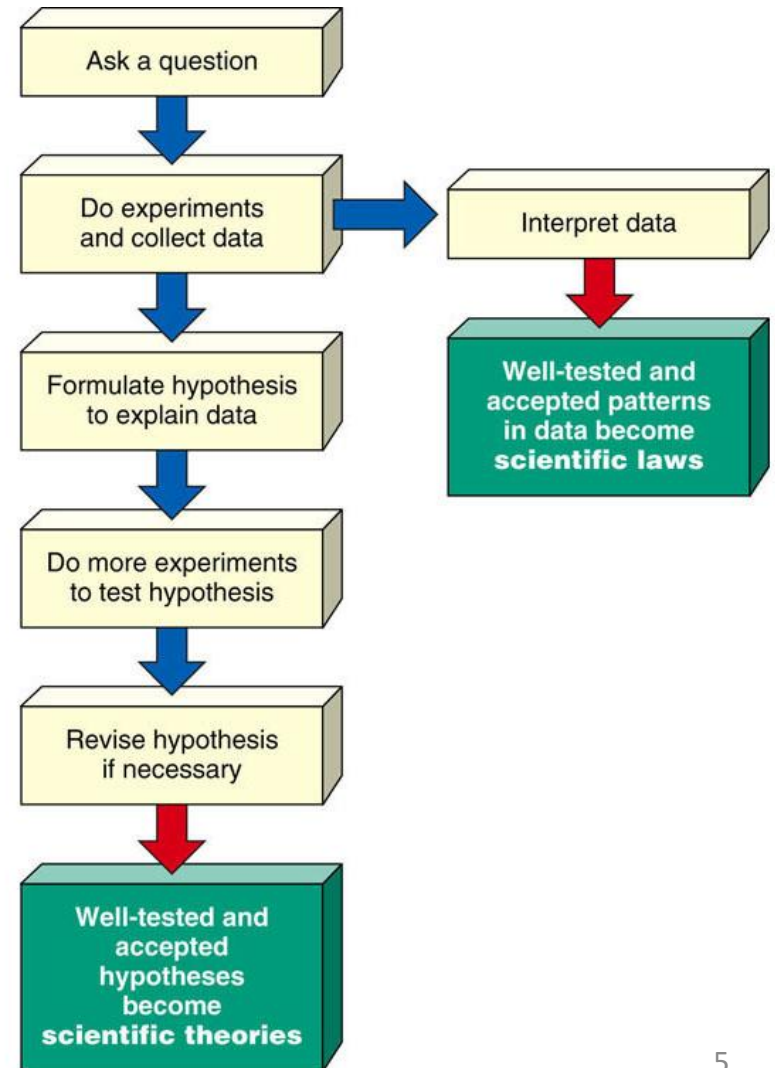 Ask a question
Do experiments
and collect data
Interpret data
Formulate hypothesis
to explain data
Well-tested and
accepted patterns
in data become
scientific laws
Do more experiments
to test hypothesis
Revise hypothesis
if necessary
Well-tested and
accepted
hypotheses
become
scientific theories
5